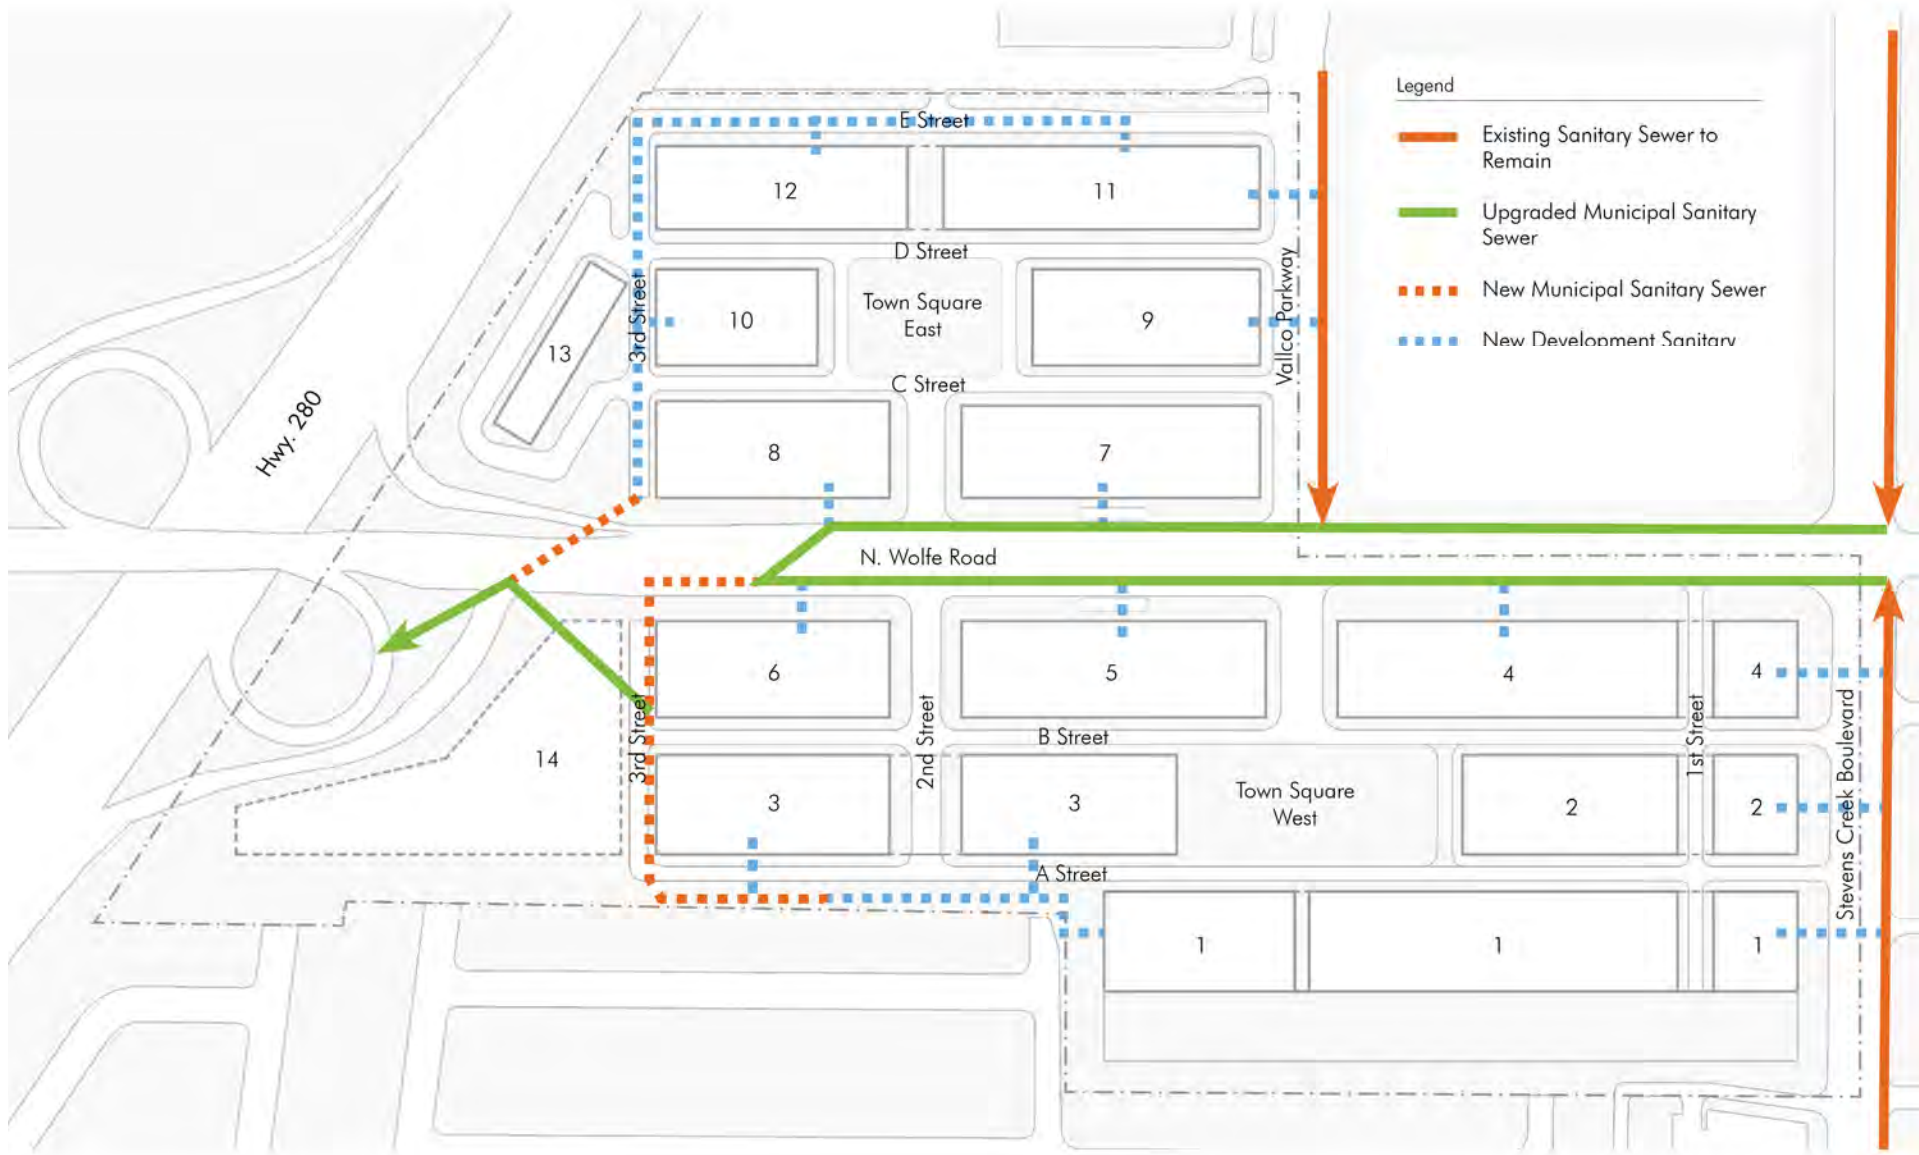 Legend
Existing Sanitary Sewer to
Remain
Upgraded Municipal Sanitary
Sewer
New Municipal Sanitary Sewer
New Development Sanitary
E Street
12
11
D Street
3rd Street
10
Town Square
East
9
Vallco Parkway
13
C Street
Hwy. 280
8
7
N. Wolfe Road
6
5
4
4
3rd Street
2nd Street
B Street
1st Street
Stevens Creek Boulevard
14
3
3
Town Square
West
2
2
A Street
1
1
1